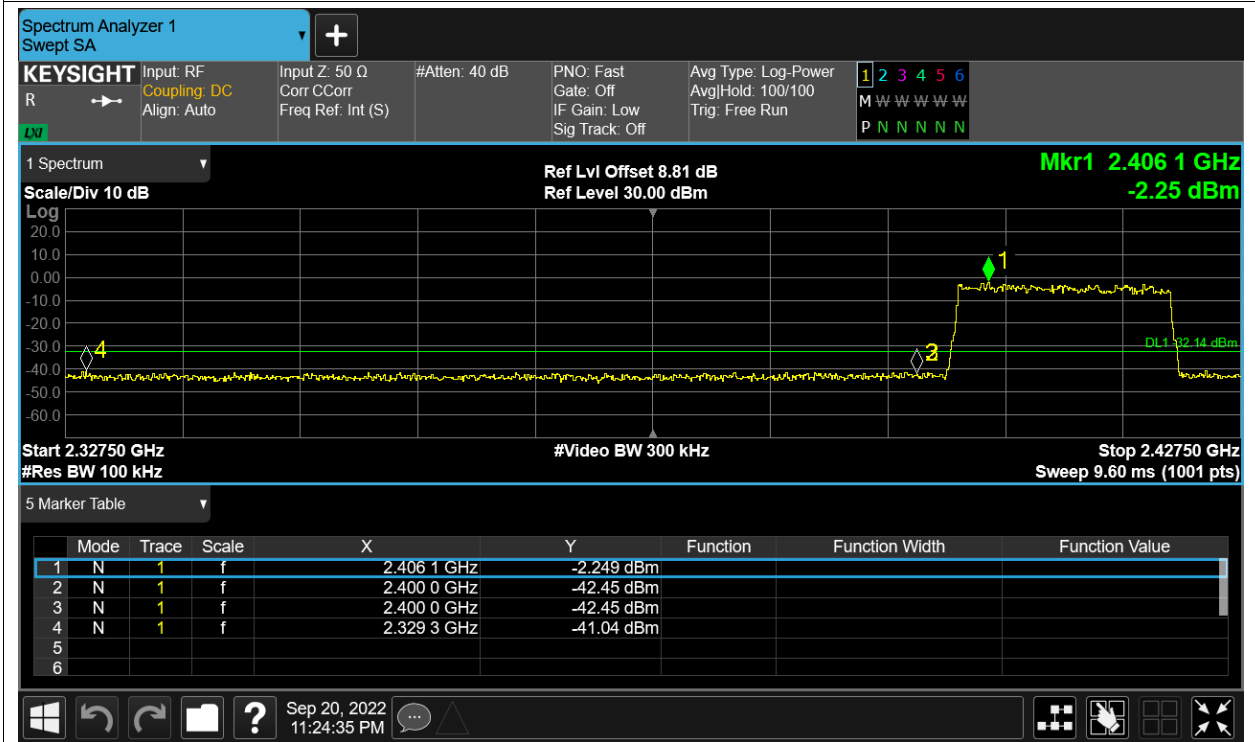 Spectrum Analyzer 1
Swept SA
KEYSIGHT
R
LXI
Input: RF
Coupling: DC
Align: Auto
Input Z: 50 Ω
Corr CCorr
Freq Ref: Int (S)
#Atten: 40 dB
PNO: Fast
Gate: Off
IF Gain: Low
Sig Track: Off
Avg Type: Log-Power
Avg|Hold: 100/100
Trig: Free Run
1 2 3 4 5 6
M W W W W W
P N N N N N
1 Spectrum
Scale/Div 10 dB
Ref Lvl Offset 8.81 dB
Ref Level 30.00 dBm
Mkr1 2.406 1 GHz
-2.25 dBm
Log
20.0
10.0
0.00
-10.0
-20.0
-30.0
-40.0
-50.0
-60.0
1
4
DL1 -32.14 dBm
Start 2.32750 GHz
#Video BW 300 kHz
Stop 2.42750 GHz
#Res BW 100 kHz
Sweep 9.60 ms (1001 pts)
5 Marker Table
Mode Trace Scale X Y Function Function Width Function Value
1 N 1 f 2.406 1 GHz -2.249 dBm
2 N 1 f 2.400 0 GHz -42.45 dBm
3 N 1 f 2.400 0 GHz -42.45 dBm
4 N 1 f 2.329 3 GHz -41.04 dBm
5
6
?
Sep 20, 2022
11:24:35 PM